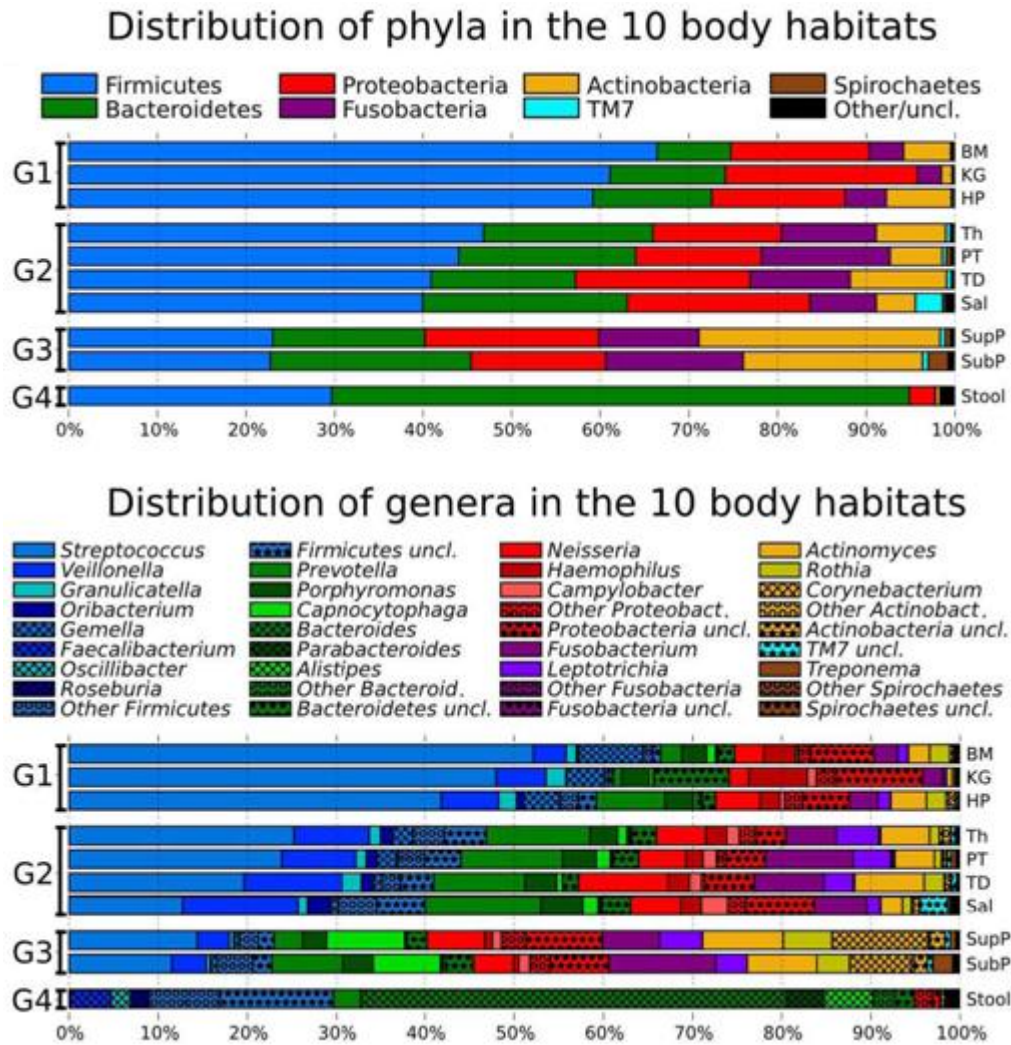 Distribution of phyla in the 10 body habitats
Firmicutes Proteobacteria Actinobacteria Spirochaetes
Bacteroidetes Fusobacteria TM7 Other/uncl.
G1 BM
KG
HP
G2 Th
PT
TD
Sal
G3 SupP
SubP
G4 Stool
0% 10% 20% 30% 40% 50% 60% 70% 80% 90% 100%
Distribution of genera in the 10 body habitats
Streptococcus Firmicutes uncl. Neisseria Actinomyces
Veillonella Prevotella Haemophilus Rothia
Granulicatella Porphyromonas Campylobacter Corynebacterium
Oribacterium Capnocytophaga Other Proteobact. Other Actinobact.
Gemella Bacteroides Proteobacteria uncl. Actinobacteria uncl.
Faecalibacterium Parabacteroides Fusobacterium TM7 uncl.
Oscillibacter Alistipes Leptotrichia Treponema
Roseburia Other Bacteroid. Other Fusobacteria Other Spirochaetes
Other Firmicutes Bacteroidetes uncl. Fusobacteria uncl. Spirochaetes uncl.
G1 BM
KG
HP
G2 Th
PT
TD
Sal
G3 SupP
SubP
G4 Stool
0% 10% 20% 30% 40% 50% 60% 70% 80% 90% 100%